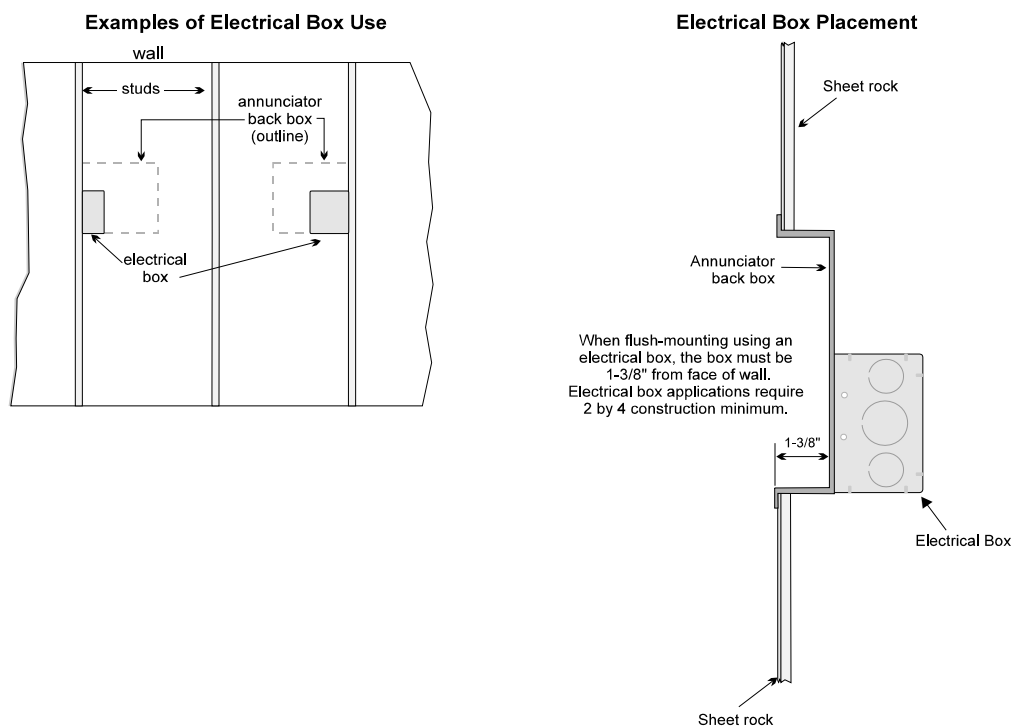 Examples of Electrical Box Use
wall
studs
annunciator
back box
(outline)
electrical
box
Electrical Box Placement
Sheet rock
Annunciator
back box
When flush-mounting using an
electrical box, the box must be
1-3/8" from face of wall.
Electrical box applications require
2 by 4 construction minimum.
1-3/8"
Electrical Box
Sheet rock